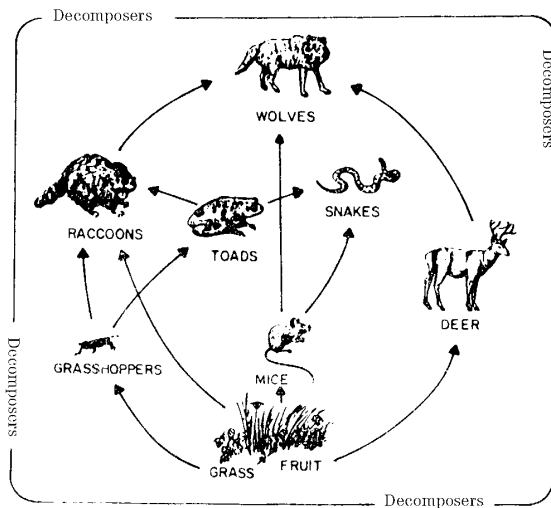 Decomposers
Decomposers
WOLVES
RACCOONS
TOADS
SNAKES
DEER
GRASSHOPPERS
MICE
GRASS FRUIT
Decomposers
Decomposers